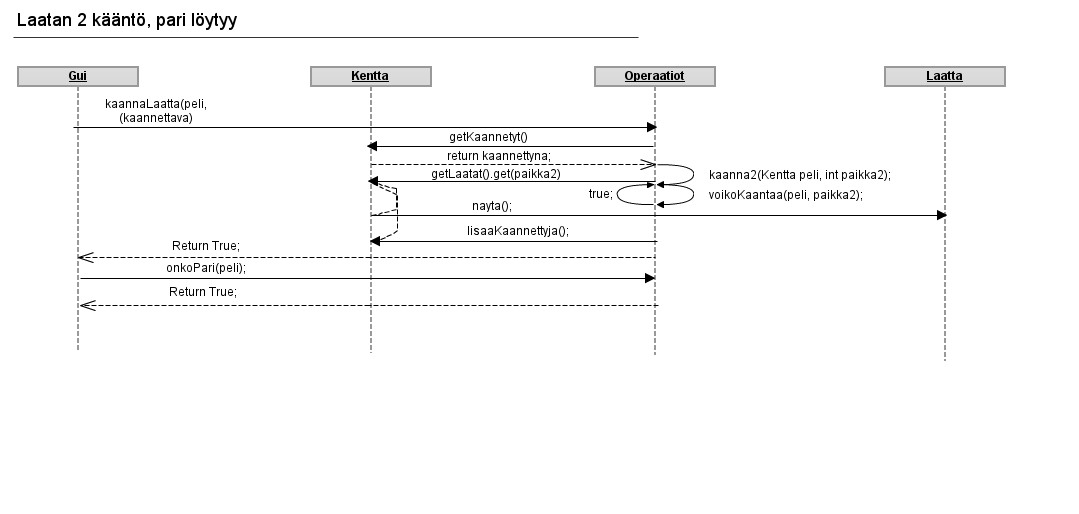 Laatan 2 kääntö, pari löytyy
Gui
Kentta
Operaatiot
Laatta
kaannaLaatta(peli,
(kaannettava)
getKaannetyt()
return kaannettyna;
getLaatat().get(paikka2)
kaanna2(Kentta peli, int paikka2);
true;
voikoKaantaa(peli, paikka2);
nayta();
lisaaKaannettyja();
Return True;
onkoPari(peli);
Return True;